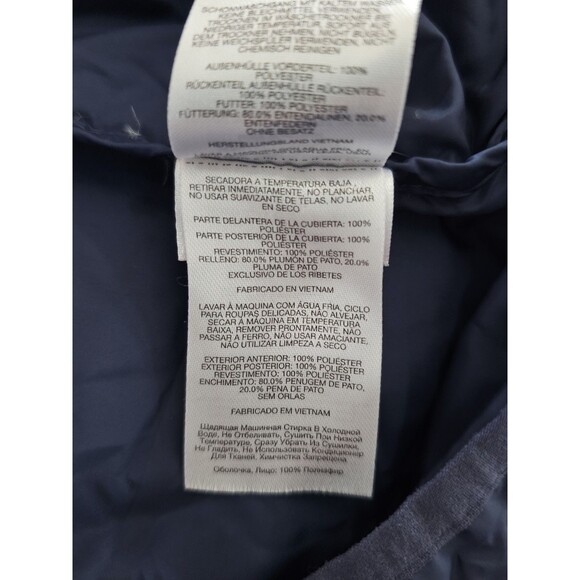 SCHONWASCHGANG MIT KALTEM
NIEDRIGER TEMPERATUR
DEM TROCKNER NEHMEN, NICHT BÜGELN
KEINE WEICHSPÜLER VERWENDEN, NICHT
CHEMISCH REINIGEN
AUßENHÜLLE VORDERTEIL: 100%
POLYESTER
RÜCKENTEIL AUßENHÜLLE RÜCKENTEIL:
100% POLYESTER
FUTTER: 100% POLYESTER
FÜTTERUNG: 80.0% ENTENDAUNEN, 20.0%
ENTENFEDERN
OHNE BESATZ
HERSTELLUNGSLAND VIETNAM
SECADORA A TEMPERATURA BAJA ,
RETIRAR INMEDIATAMENTE, NO PLANCHAR,
NO USAR SUAVIZANTE DE TELAS, NO LAVAR
EN SECO
PARTE DELANTERA DE LA CUBIERTA: 100%
POLIÉSTER
PARTE POSTERIOR DE LA CUBIERTA: 100%
POLIÉSTER
REVESTIMIENTO: 100% POLIÉSTER
RELLENO: 80.0% PLUMÓN DE PATO, 20.0%
PLUMA DE PATO
EXCLUSIVO DE LOS RIBETES
FABRICADO EN VIETNAM
LAVAR À MAQUINA COM ÁGUA FRIA, CICLO
PARA ROUPAS DELICADAS, NÃO ALVEJAR,
SECAR À MÁQUINA EM TEMPERATURA
BAIXA, REMOVER PRONTAMENTE, NÃO
PASSAR A FERRO, NÃO USAR AMACIANTE,
NÃO UTILIZAR LIMPEZA A SECO
EXTERIOR ANTERIOR: 100% POLIÉSTER
EXTERIOR POSTERIOR: 100% POLIÉSTER
REVESTIMENTO: 100% POLIÉSTER
ENCHIMENTO: 80.0% PENUGEM DE PATO,
20.0% PENA DE PATO
SEM ORLAS
FABRICADO EM VIETNAM
Щадящая Машинная Стирка В Холодной
Воде, Не Отбеливать, Сушить При Низкой
Температуре, Сразу Убрать Из Сушилки,
Не Гладить, Не Использовать Кондиционер
Для Тканей, Химчистка Запрещена
Оболочка, Лицо: 100% Полиэфир